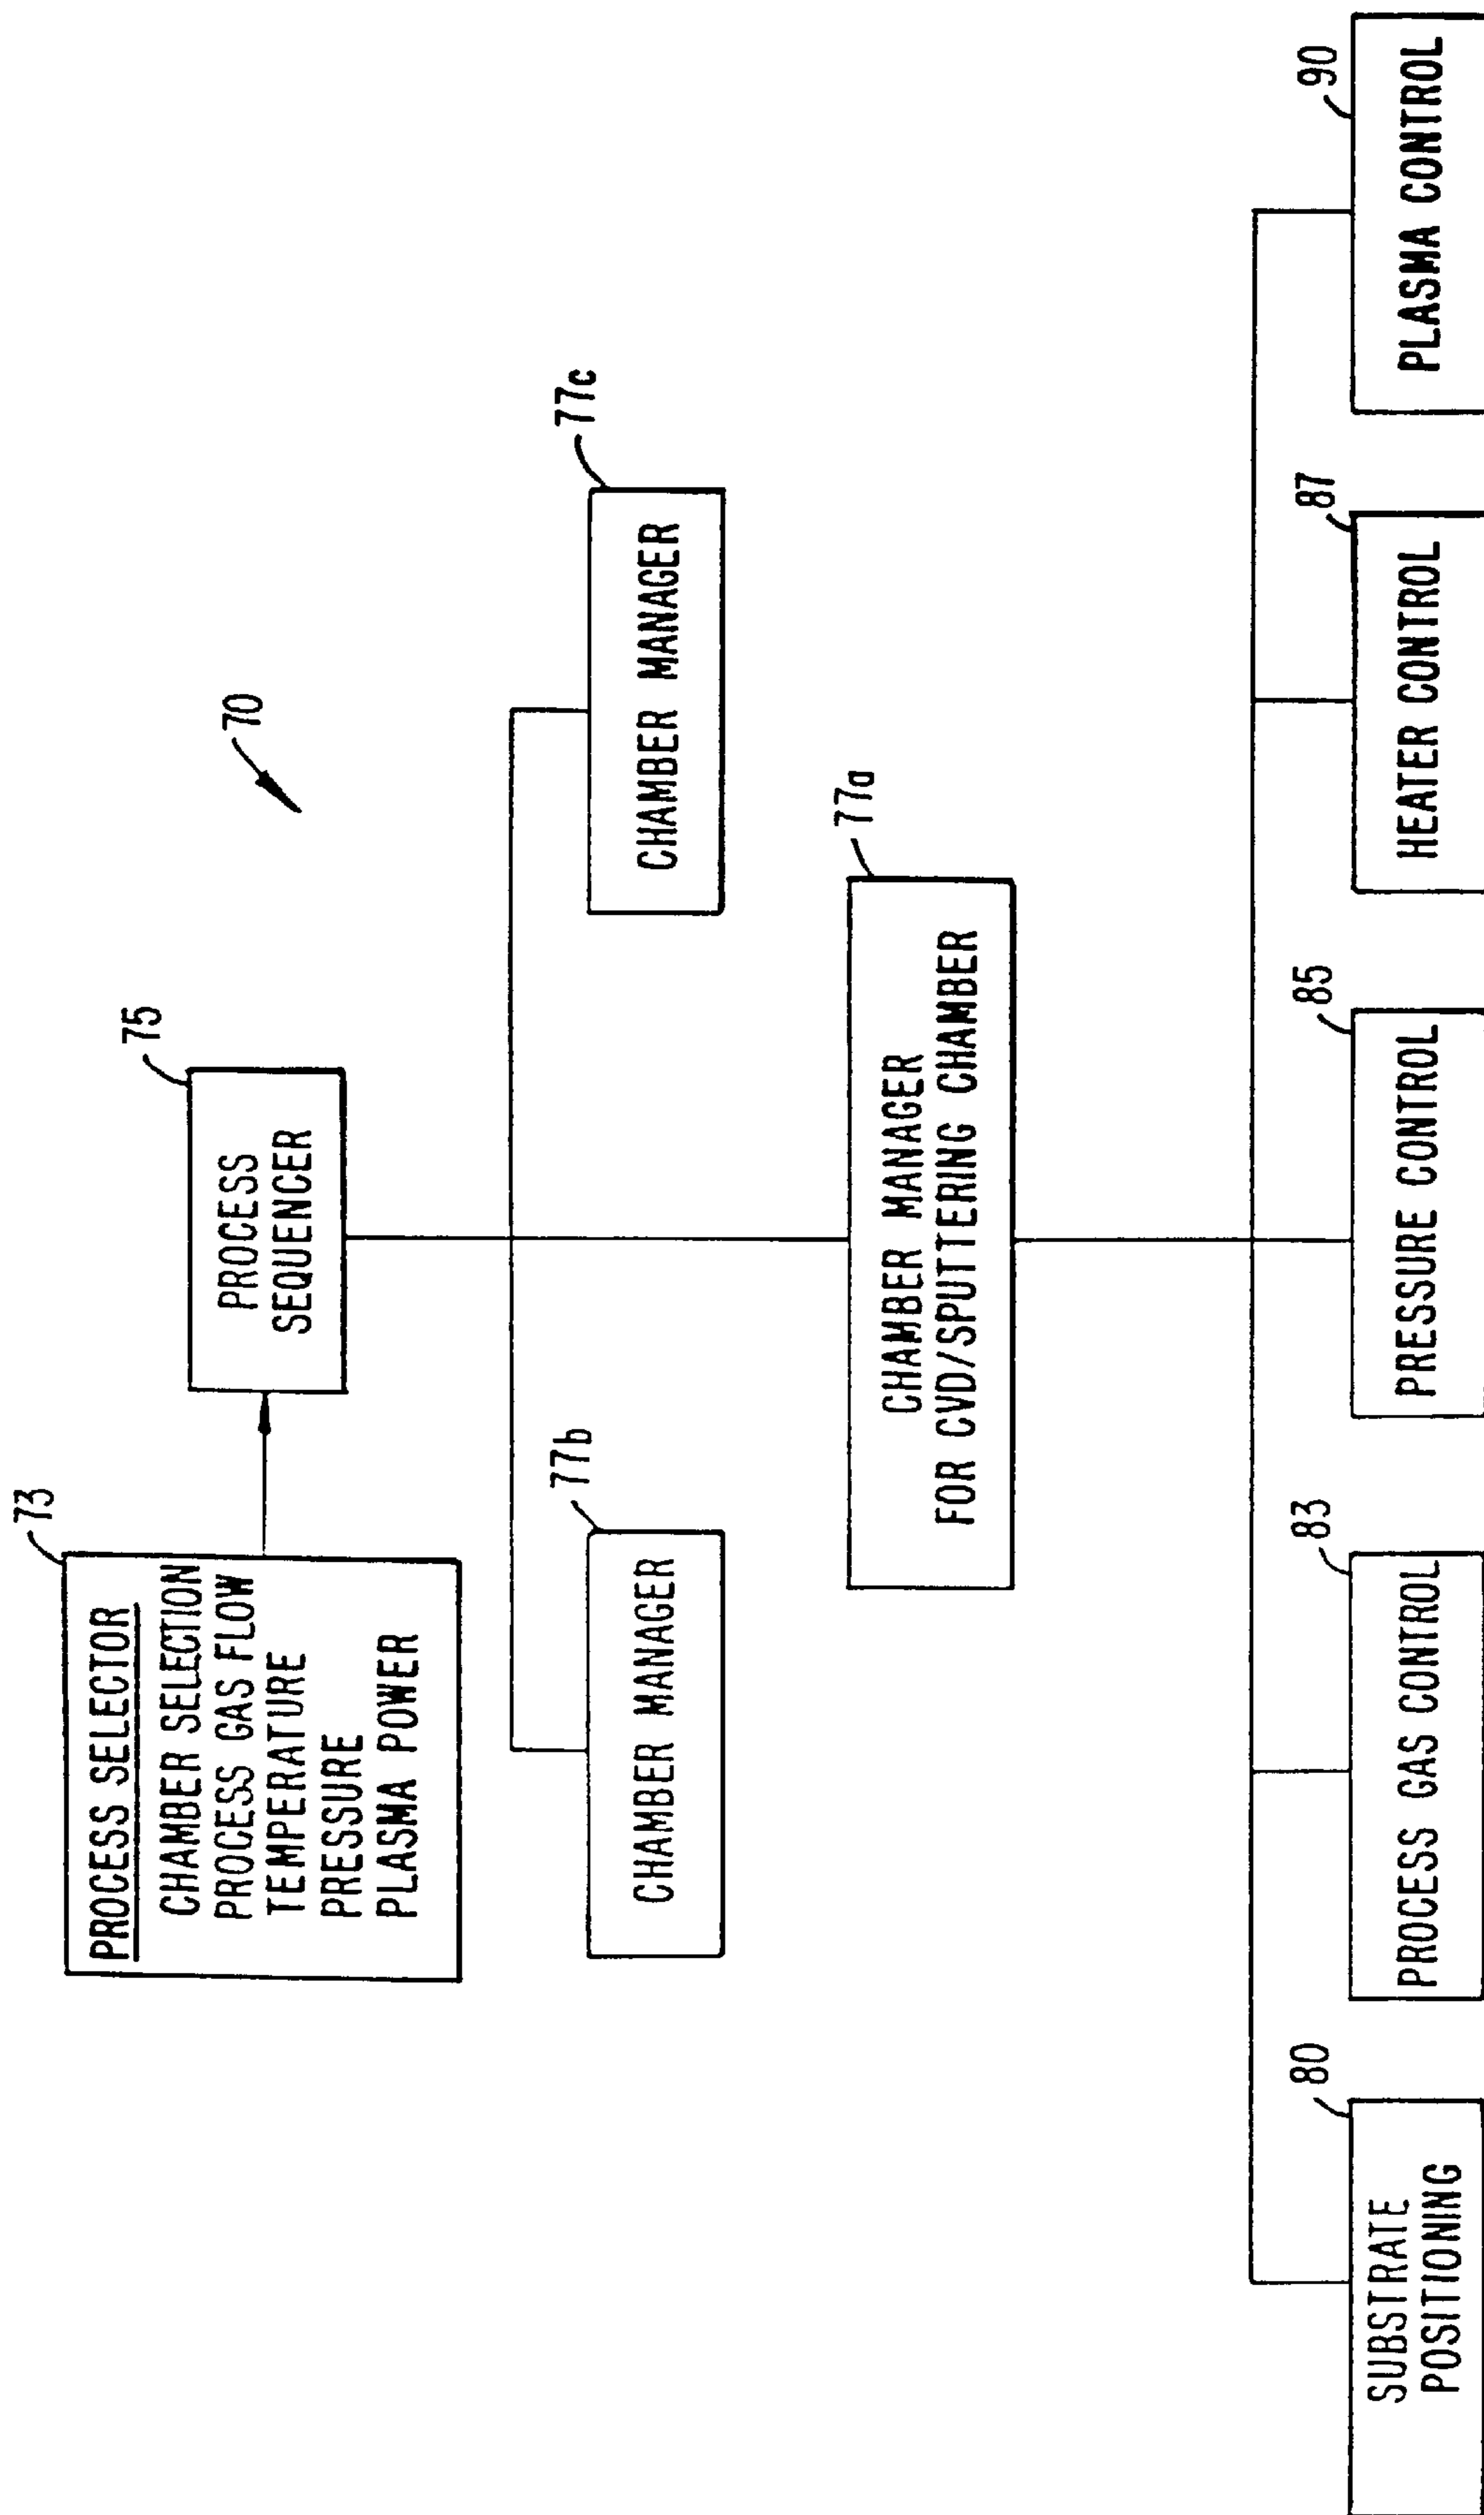 70
73
PROCESS SELECTOR
CHAMBER SELECTION
PROCESS GAS FLOW
TEMPERATURE
PRESSURE
PLASMA POWER
75
PROCESS
SEQUENCER
77b
CHAMBER MANAGER
77c
CHAMBER MANAGER
77a
CHAMBER MANAGER
FOR CVD/SPUTTERING CHAMBER
80
SUBSTRATE
POSITIONING
83
PROCESS GAS CONTROL
85
PRESSURE CONTROL
87
HEATER CONTROL
90
PLASMA CONTROL